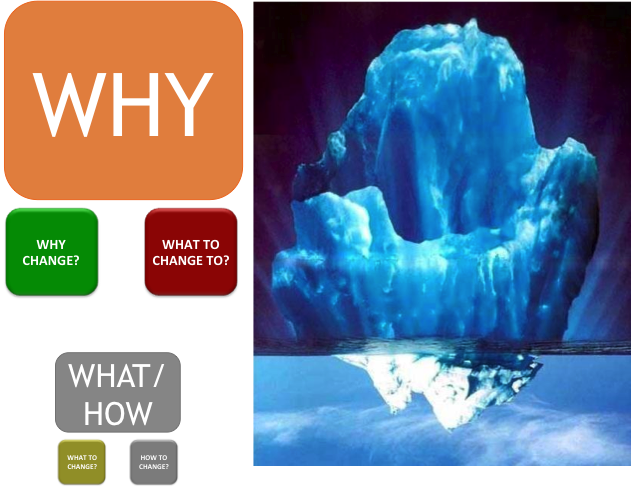 WHY
WHY
CHANGE?
WHAT TO
CHANGE TO?
WHAT/
HOW
WHAT TO
CHANGE?
HOW TO
CHANGE?